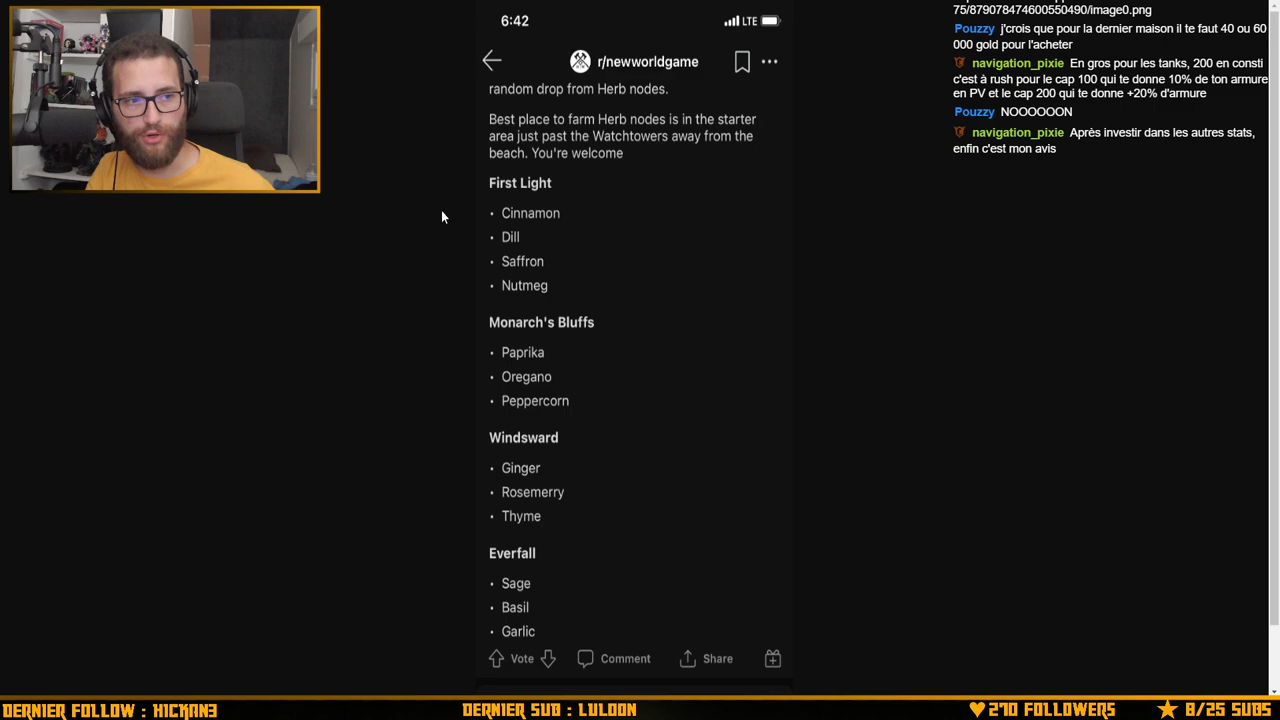 6:42
LTE
r/newworldgame
random drop from Herb nodes.
Best place to farm Herb nodes is in the starter
area just past the Watchtowers away from the
beach. You're welcome
First Light
• Cinnamon
• Dill
• Saffron
• Nutmeg
Monarch's Bluffs
• Paprika
• Oregano
• Peppercorn
Windsward
• Ginger
• Rosemerry
• Thyme
Everfall
• Sage
• Basil
• Garlic
Vote
Comment
Share
75/879078474600550490/image0.png
Pouzzy j'crois que pour la dernier maison il te faut 40 ou 60
000 gold pour l'acheter
navigation_pixie En gros pour les tanks, 200 en consti
c'est à rush pour le cap 100 qui te donne 10% de ton armure
en PV et le cap 200 qui te donne +20% d'armure
Pouzzy NOOOOOON
navigation_pixie Après investir dans les autres stats,
enfin c'est mon avis
DERNIER FOLLOW : H1CKAN3
DERNIER SUB : LULOON
270 FOLLOWERS
8/25 SUBS